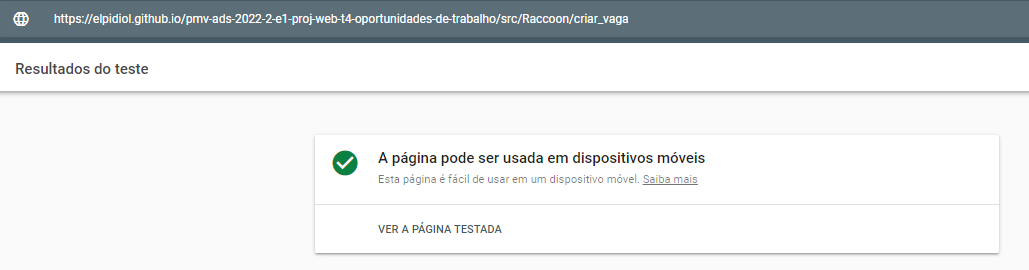 https://elpidiol.github.io/pmv-ads-2022-2-e1-proj-web-t4-oportunidades-de-trabalho/src/Raccoon/criar_vaga
Resultados do teste
A página pode ser usada em dispositivos móveis
Esta página é fácil de usar em um dispositivo móvel. Saiba mais
VER A PÁGINA TESTADA